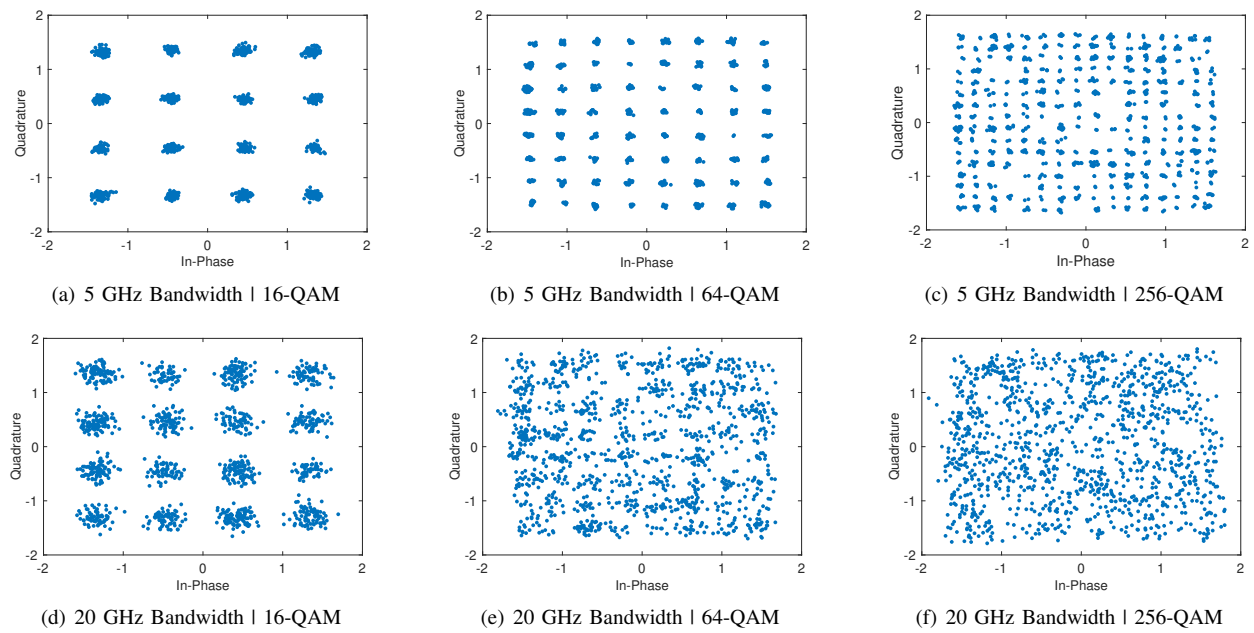 2
1
0
-1
-2
Quadrature
-2 -1 0 1 2
In-Phase
(a) 5 GHz Bandwidth | 16-QAM
2
1
0
-1
-2
Quadrature
-2 -1 0 1 2
In-Phase
(b) 5 GHz Bandwidth | 64-QAM
2
1
0
-1
-2
Quadrature
-2 -1 0 1 2
In-Phase
(c) 5 GHz Bandwidth | 256-QAM
2
1
0
-1
-2
Quadrature
-2 -1 0 1 2
In-Phase
(d) 20 GHz Bandwidth | 16-QAM
2
1
0
-1
-2
Quadrature
-2 -1 0 1 2
In-Phase
(e) 20 GHz Bandwidth | 64-QAM
2
1
0
-1
-2
Quadrature
-2 -1 0 1 2
In-Phase
(f) 20 GHz Bandwidth | 256-QAM